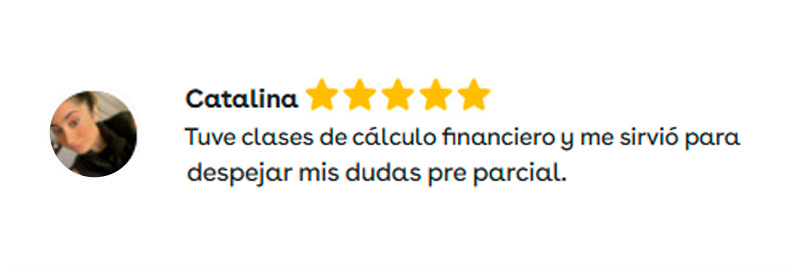 Catalina
Tuve clases de cálculo financiero y me sirvió para
despejar mis dudas pre parcial.